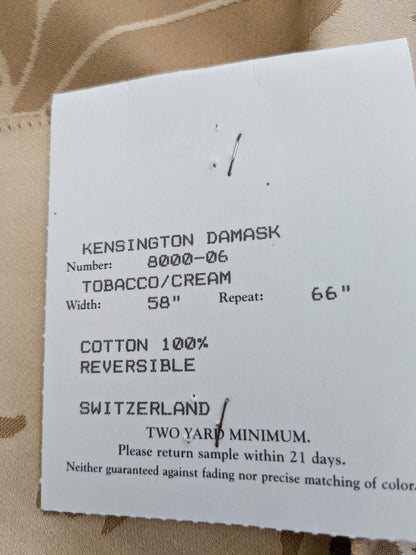 KENSINGTON DAMASK
Number: 8000-06
TOBACCO/CREAM
Width: 58" Repeat: 66"
COTTON 100%
REVERSIBLE
SWITZERLAND
TWO YARD MINIMUM.
Please return sample within 21 days.
Neither guaranteed against fading nor precise matching of color.